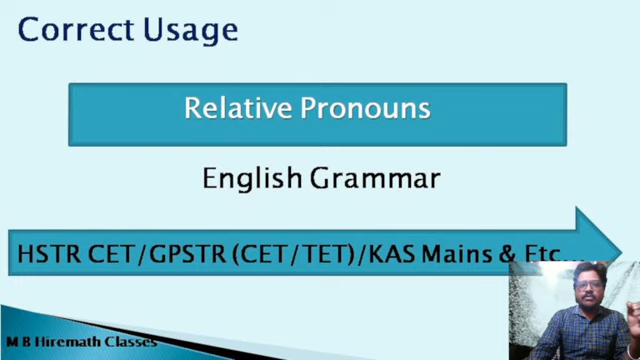 Correct Usage
Relative Pronouns
English Grammar
HSTR CET/GPSTR (CET/TET)/KAS Mains & Etc...
M B Hiremath Classes